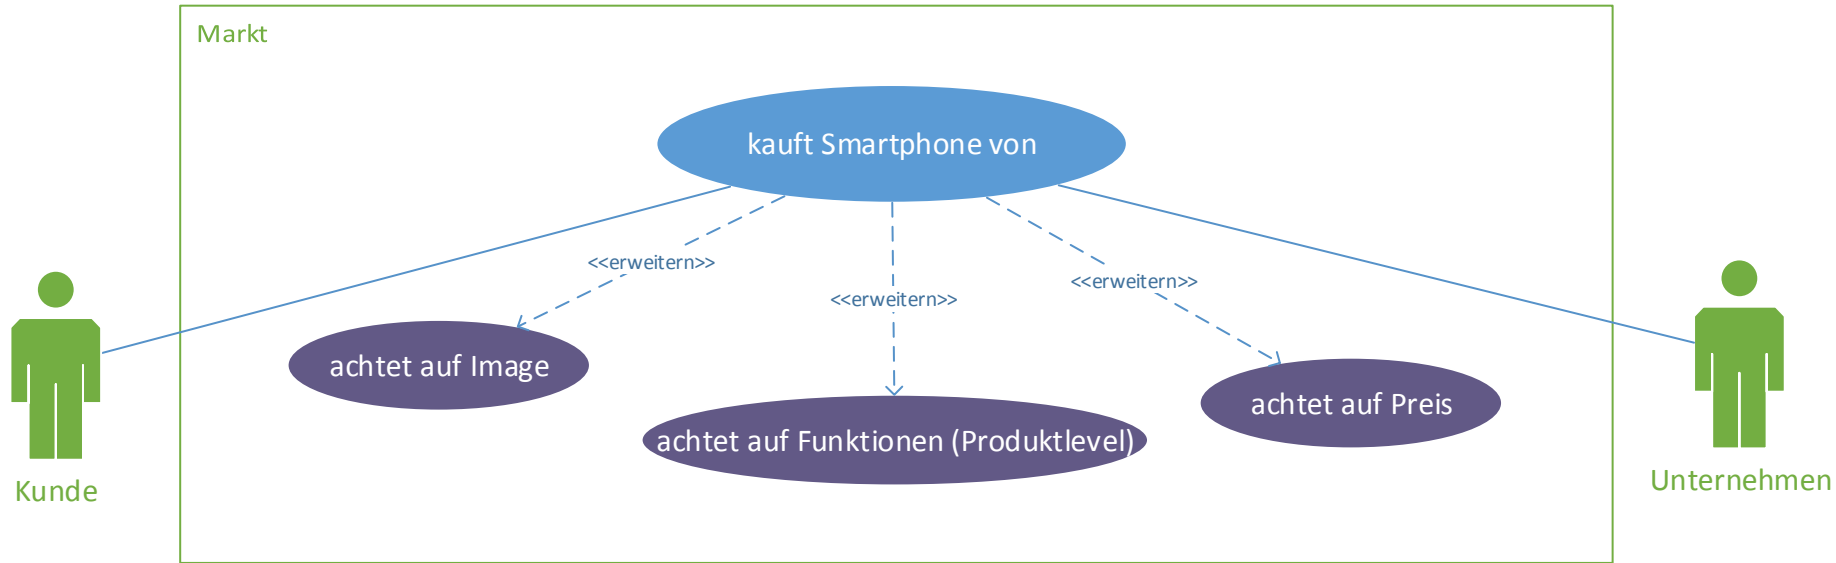 Markt
kauft Smartphone von
<<erweitern>>
<<erweitern>>
<<erweitern>>
achtet auf Image
achtet auf Preis
achtet auf Funktionen (Produktlevel)
Kunde
Unternehmen